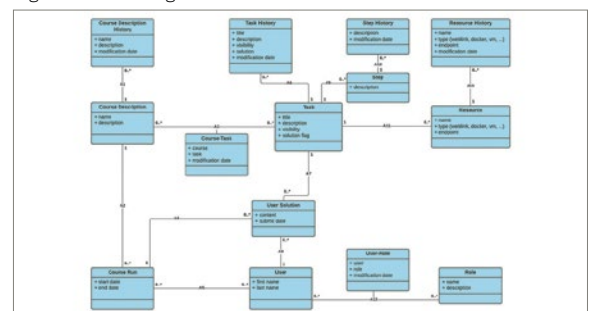 Course Description
History
+ name
+ description
+ modification date
Task History
+ title
+ description
+ visibility
+ solution
+ modification date
Step History
+ description
+ modification date
Resource History
+ name
+ type (weblink, docker, vm, ...)
+ endpoint
+ modification date
Step
+ description
Course Description
+ name
+ description
Task
+ title
+ description
+ visibility
+ solution flag
Resource
+ name
+ type (weblink, docker, vm, ...)
+ endpoint
Course-Task
+ course
+ task
+ modification date
User Solution
+ content
+ submit date
Course Run
+ start date
+ end date
User
+ first name
+ last name
User-Role
+ user
+ role
+ modification date
Role
+ name
+ description